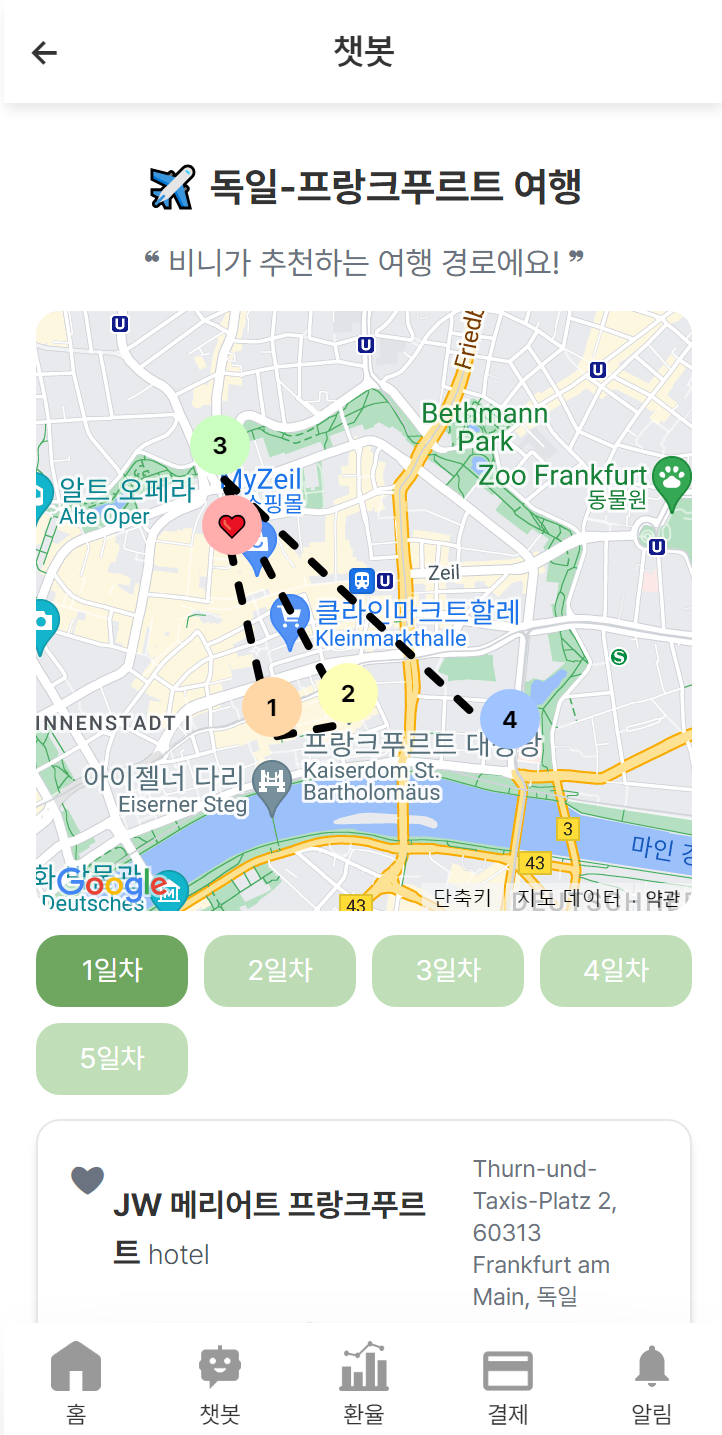 챗봇
독일-프랑크푸르트 여행
❝ 비니가 추천하는 여행 경로에요! ❞
U
U
U
Bethmann
Park
3
MyZeil
쇼핑몰
알트 오페라
Alte Oper
Zoo Frankfurt
동물원
U
U
Zeil
클라인마크트할레
Kleinmarkthalle
S
1
2
4
INNENSTADT I
프랑크푸르트
Kaiserdom St.
Bartholomäus
아이젤너 다리
Eiserner Steg
3
43
마인
Google
Deutsches
43
단축키
지도 데이터
약관
1일차
2일차
3일차
4일차
5일차
JW 메리어트 프랑크푸르
트 hotel
Thurn-und-
Taxis-Platz 2,
60313
Frankfurt am
Main, 독일
홈
챗봇
환율
결제
알림